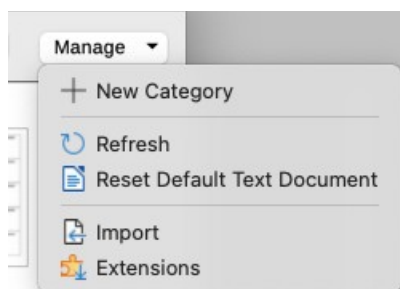 Manage
New Category
Refresh
Reset Default Text Document
Import
Extensions